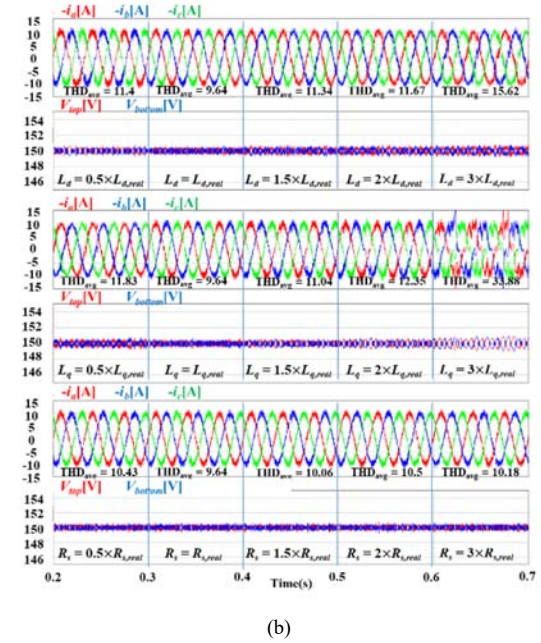 -ia[A] -ib[A] -ic[A]
15
10
5
0
-5
-10
-15
THDavg = 11.4 THDavg = 9.64 THDavg = 11.34 THDavg = 11.67 THDavg = 15.62
Vtop[V] Vbottom[V]
154
152
150
148
146
Ld = 0.5×Ld,real Ld = Ld,real Ld = 1.5×Ld,real Ld = 2×Ld,real Ld = 3×Ld,real
-ia[A] -ib[A] -ic[A]
15
10
5
0
-5
-10
-15
THDavg = 11.83 THDavg = 9.64 THDavg = 11.04 THDavg = 12.35 THDavg = 33.88
Vtop[V] Vbottom[V]
154
152
150
148
146
Lq = 0.5×Lq,real Lq = Lq,real Lq = 1.5×Lq,real Lq = 2×Lq,real Lq = 3×Lq,real
-ia[A] -ib[A] -ic[A]
15
10
5
0
-5
-10
-15
THDavg = 10.43 THDavg = 9.64 THDavg = 10.06 THDavg = 10.5 THDavg = 10.18
Vtop[V] Vbottom[V]
154
152
150
148
146
Rs = 0.5×Rs,real Rs = Rs,real Rs = 1.5×Rs,real Rs = 2×Rs,real Rs = 3×Rs,real
0.2 0.3 0.4 0.5 0.6 0.7
Time(s)
(b)